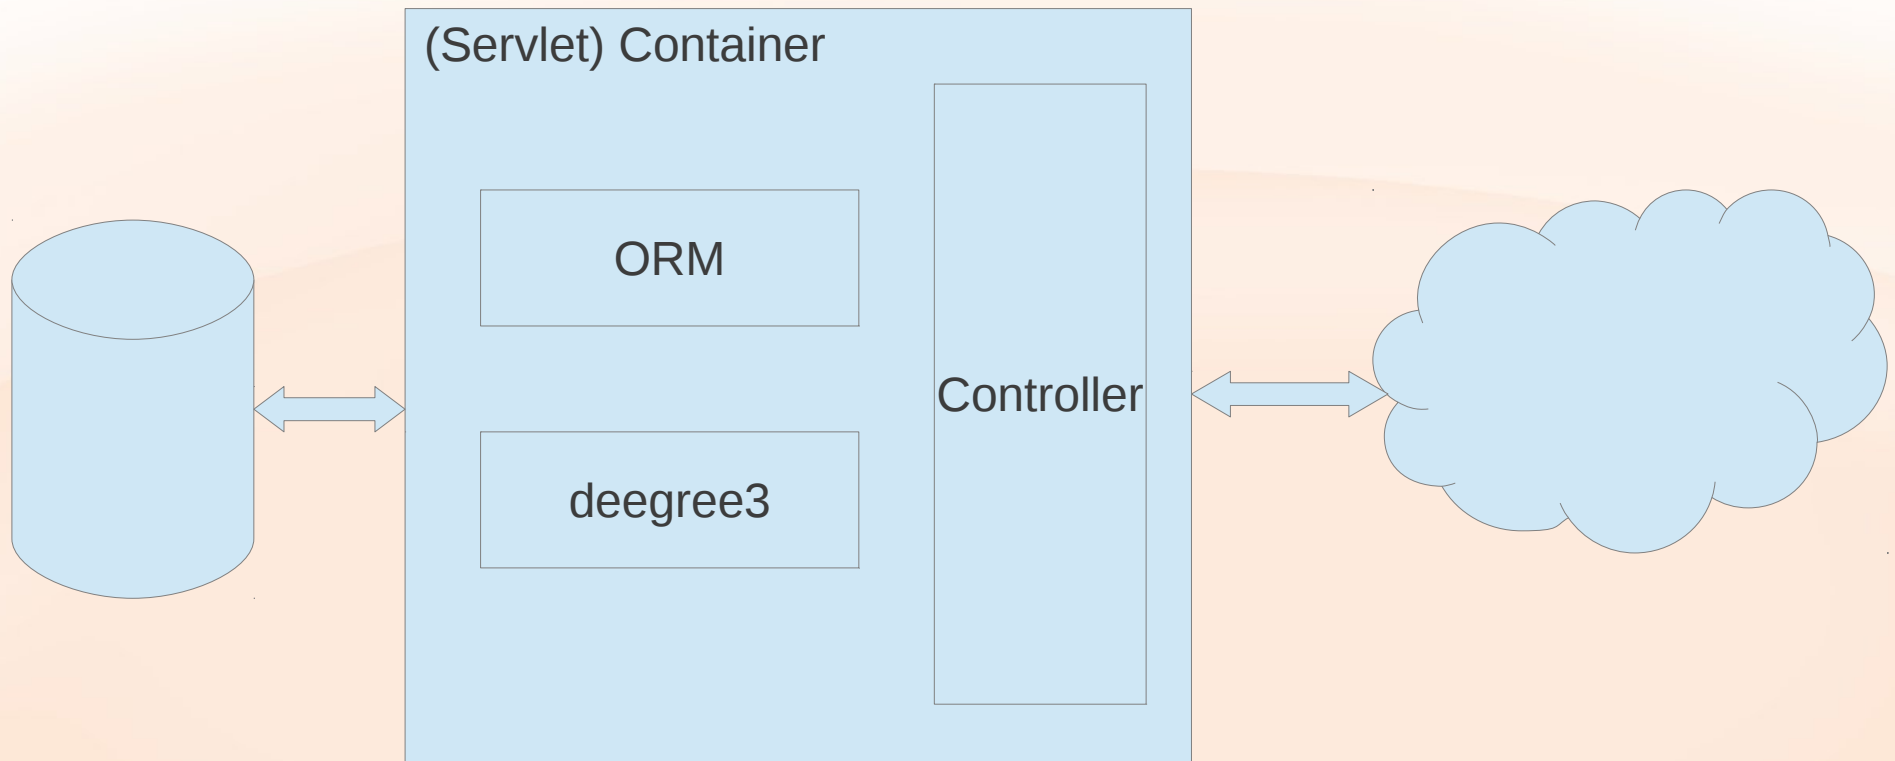 (Servlet) Container
ORM
Controller
deegree3